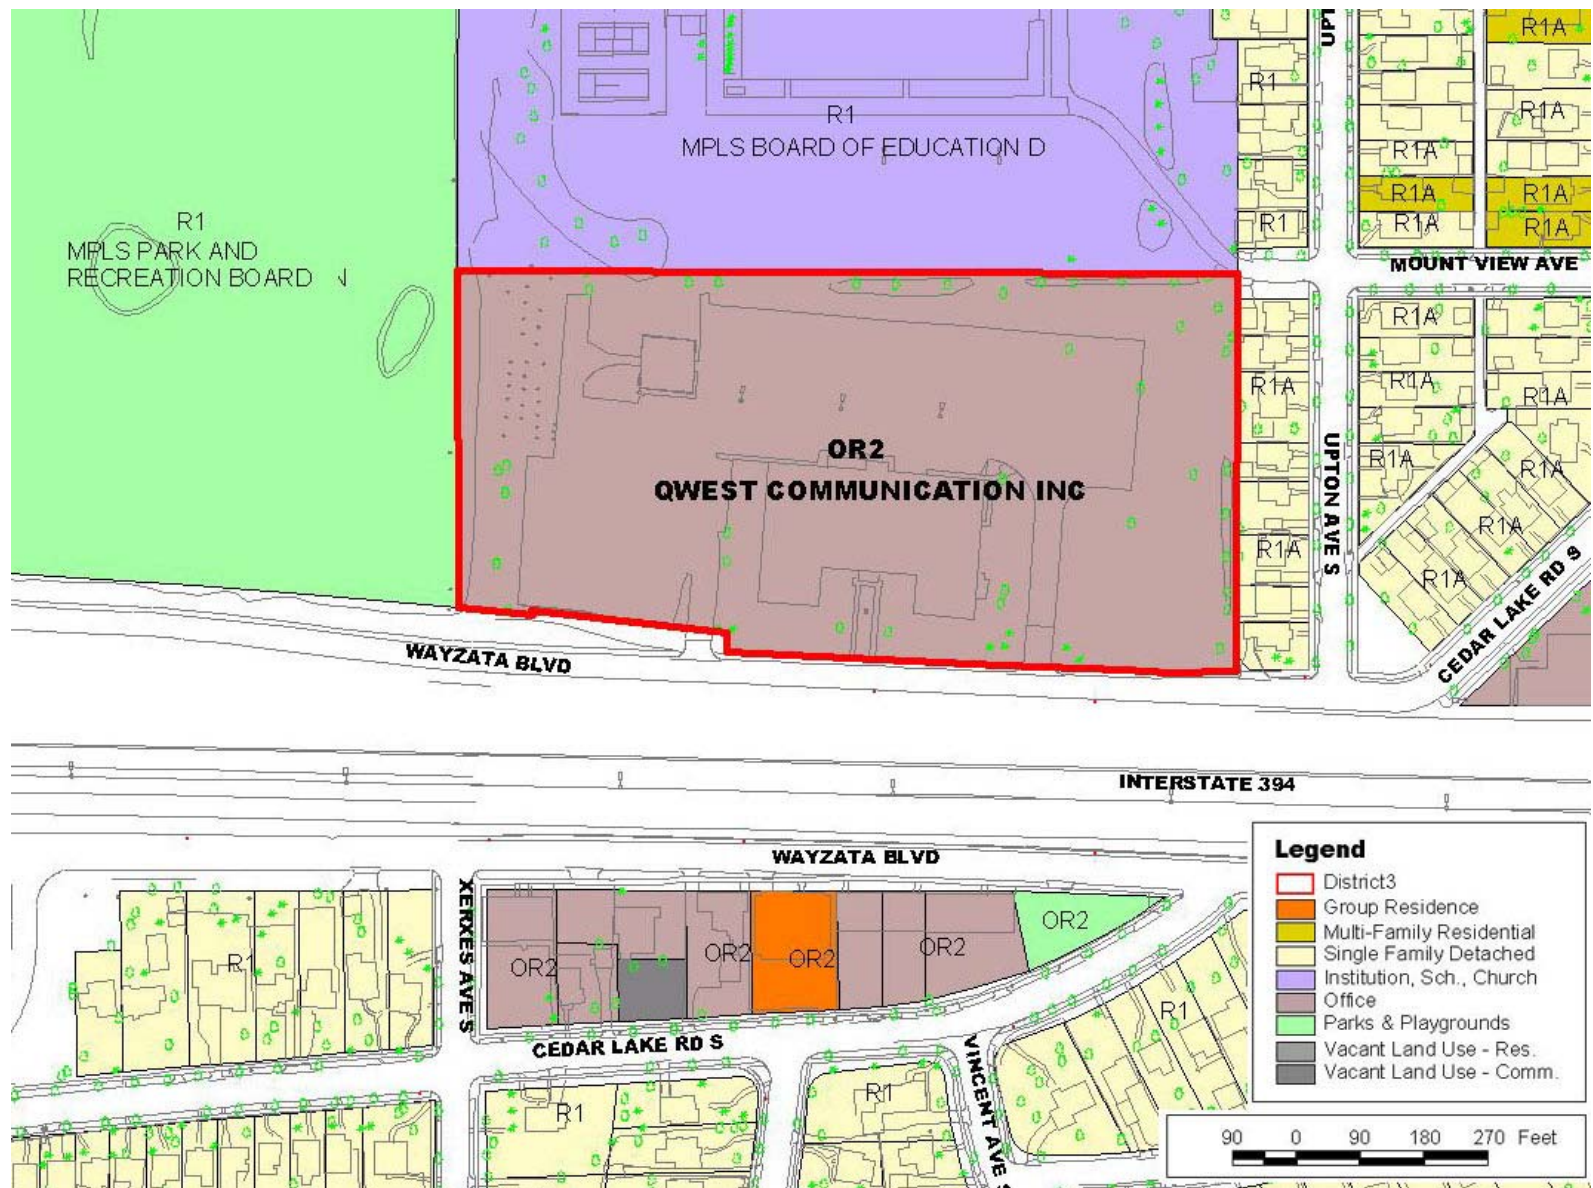 UPT
R1A
R1
R1A
R1
MPLS BOARD OF EDUCATION D
R1A
R1A
R1A
R1
R1A
R1A
R1
MPLS PARK AND
RECREATION BOARD
MOUNT VIEW AVE
R1A
R1A
R1A
R1A
OR2
QWEST COMMUNICATION INC
UPTON AVE S
R1A
R1A
R1A
R1A
R1A
CEDAR LAKE RD S
WAYZATA BLVD
INTERSTATE 394
WAYZATA BLVD
XERXES AVE S
R1
OR2
OR2
OR2
OR2
OR2
R1
CEDAR LAKE RD S
VINCENT AVE S
R1
R1
Legend
District3
Group Residence
Multi-Family Residential
Single Family Detached
Institution, Sch., Church
Office
Parks & Playgrounds
Vacant Land Use - Res.
Vacant Land Use - Comm.
90 0 90 180 270 Feet